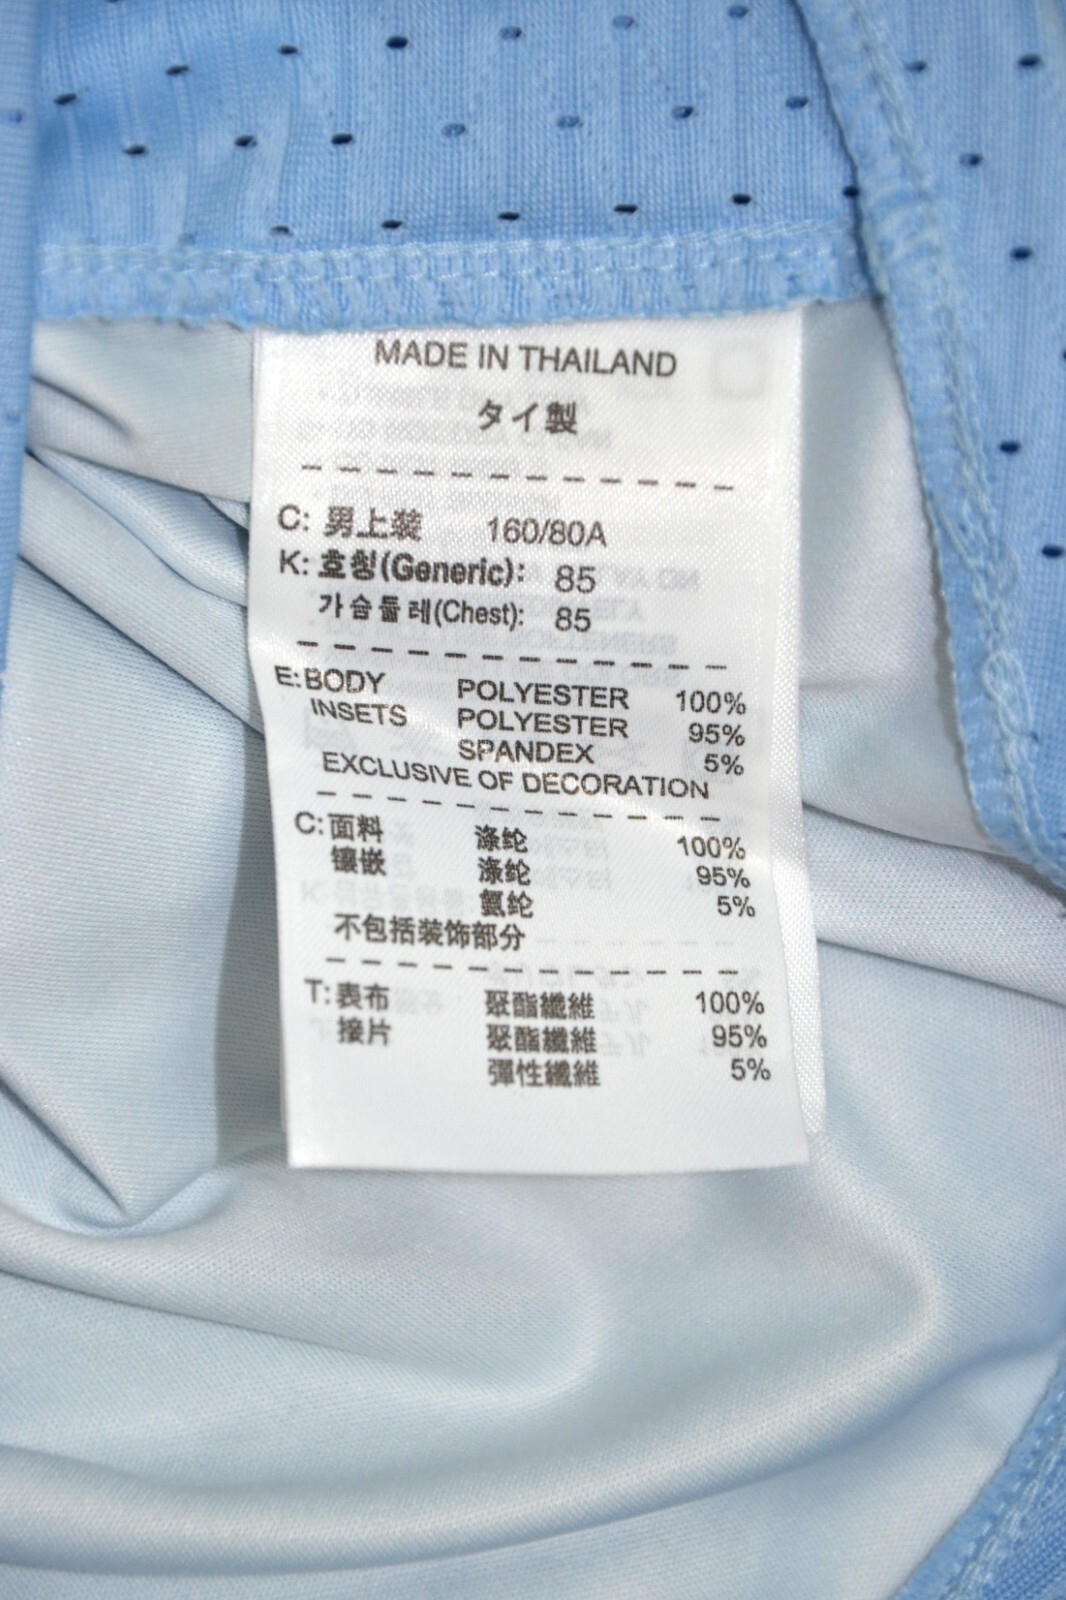 MADE IN THAILAND
タイ製
C: 男上装 160/80A
K: 호칭(Generic): 85
가슴둘레(Chest): 85
E: BODY POLYESTER 100%
INSETS POLYESTER 95%
SPANDEX 5%
EXCLUSIVE OF DECORATION
C: 面料 涤纶 100%
镶嵌 涤纶 95%
氨纶 5%
不包括装饰部分
T: 表布 聚酯纖維 100%
接片 聚酯纖維 95%
彈性纖維 5%